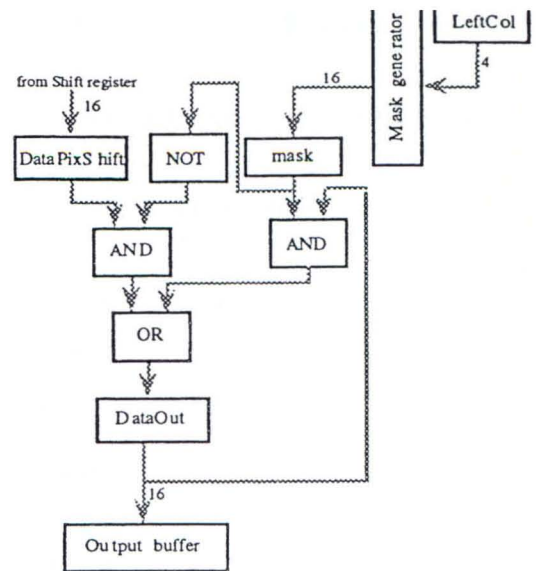 LeftCol
4
Mask generator
16
from Shift register
16
DataPixShift
NOT
mask
AND
AND
OR
DataOut
16
Output buffer